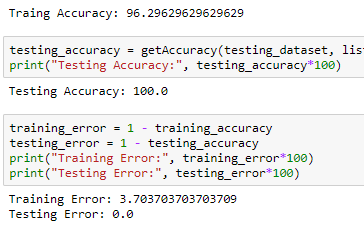 Traing Accuracy: 96.29629629629629
testing_accuracy = getAccuracy(testing_dataset, lis
print("Testing Accuracy:", testing_accuracy*100)
Testing Accuracy: 100.0
training_error = 1 - training_accuracy
testing_error = 1 - testing_accuracy
print("Training Error:", training_error*100)
print("Testing Error:", testing_error*100)
Training Error: 3.703703703703709
Testing Error: 0.0